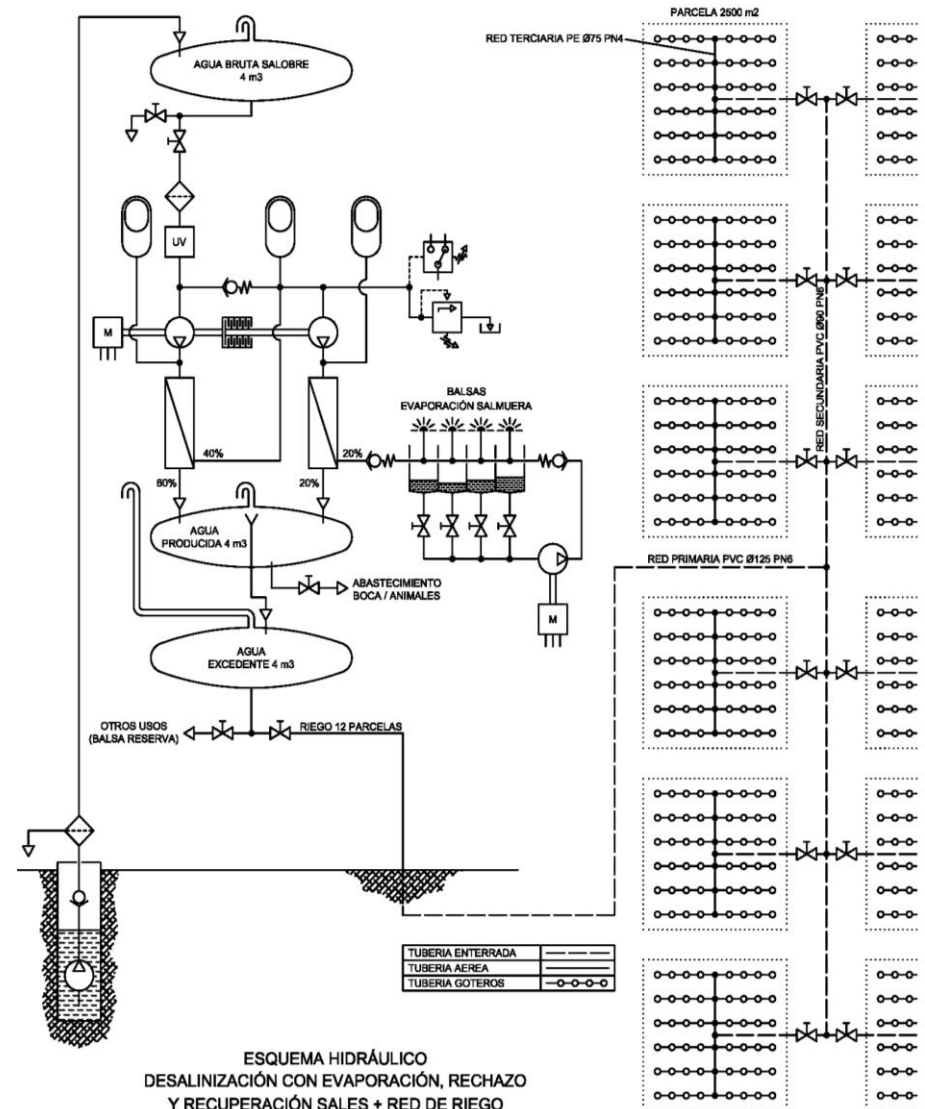 PARCELA 2500 m2
RED TERCIARIA PE Ø75 PN4
AGUA BRUTA SALOBRE
4 m3
UV
M
BALSAS
EVAPORACIÓN SALMUERA
40%
20%
60%
20%
AGUA
PRODUCIDA 4 m3
ABASTECIMIENTO
BOCA / ANIMALES
M
AGUA
EXCEDENTE 4 m3
OTROS USOS
(BALSA RESERVA)
RIEGO 12 PARCELAS
RED SECUNDARIA PVC Ø90 PN6
RED PRIMARIA PVC Ø125 PN6
TUBERIA ENTERRADA
TUBERIA AEREA
TUBERIA GOTEROS
ESQUEMA HIDRÁULICO
DESALINIZACIÓN CON EVAPORACIÓN, RECHAZO
Y RECUPERACIÓN SALES + RED DE RIEGO